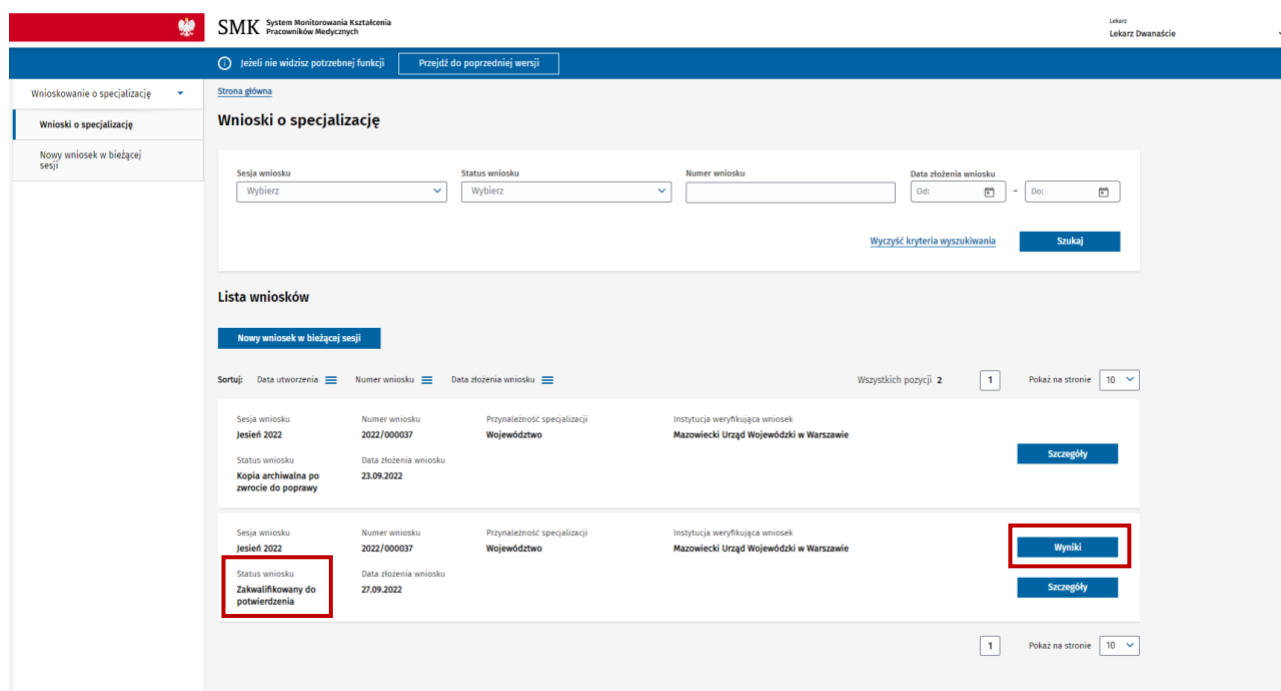 SMK System Monitorowania Kształcenia
Pracowników Medycznych
Lekarz
Lekarz Dwanaście
Jeżeli nie widzisz potrzebnej funkcji
Przejdź do poprzedniej wersji
Wnioskowanie o specjalizację
Wnioski o specjalizację
Nowy wniosek w bieżącej
sesji
Strona główna
Wnioski o specjalizację
Sesja wniosku Status wniosku Numer wniosku Data złożenia wniosku
Wybierz Wybierz Od: – Do:
Wyczyść kryteria wyszukiwania Szukaj
Lista wniosków
Nowy wniosek w bieżącej sesji
Sortuj: Data utworzenia Numer wniosku Data złożenia wniosku Wszystkich pozycji 2 1 Pokaż na stronie 10
Sesja wniosku Numer wniosku Przynależność specjalizacji Instytucja weryfikująca wniosek
Jesień 2022 2022/000037 Województwo Mazowiecki Urząd Wojewódzki w Warszawie
Szczegóły
Status wniosku Data złożenia wniosku
Kopia archiwalna po 23.09.2022
zwrocie do poprawy
Sesja wniosku Numer wniosku Przynależność specjalizacji Instytucja weryfikująca wniosek
Jesień 2022 2022/000037 Województwo Mazowiecki Urząd Wojewódzki w Warszawie
Wyniki
Status wniosku Data złożenia wniosku
Zakwalifikowany do 27.09.2022
potwierdzenia
Szczegóły
1 Pokaż na stronie 10